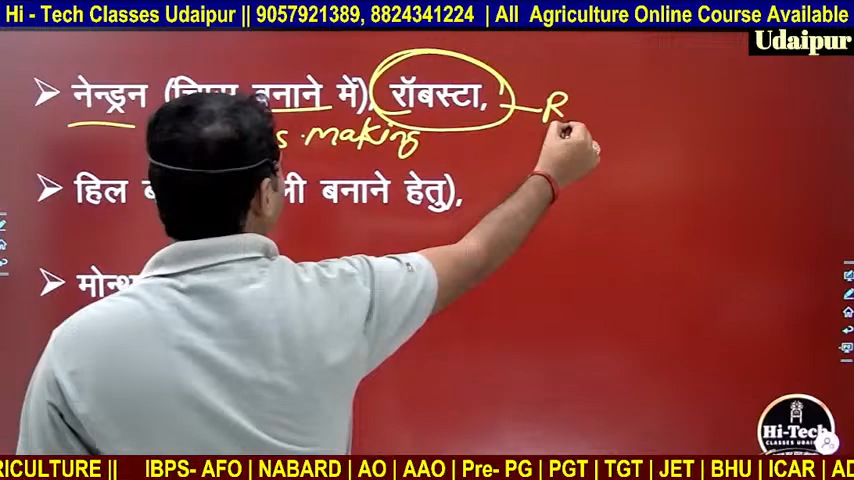 Hi - Tech Classes Udaipur || 9057921389, 8824341224 | All Agriculture Online Course Available
Udaipur
नेन्ड्रन बनाने में), रॉबस्टा, R
making
हिल बनाने हेतु),
Hi-Tech
CLASSES
RICULTURE || IBPS- AFO | NABARD | AO | AAO | Pre- PG | PGT | TGT | JET | BHU | ICAR | AD